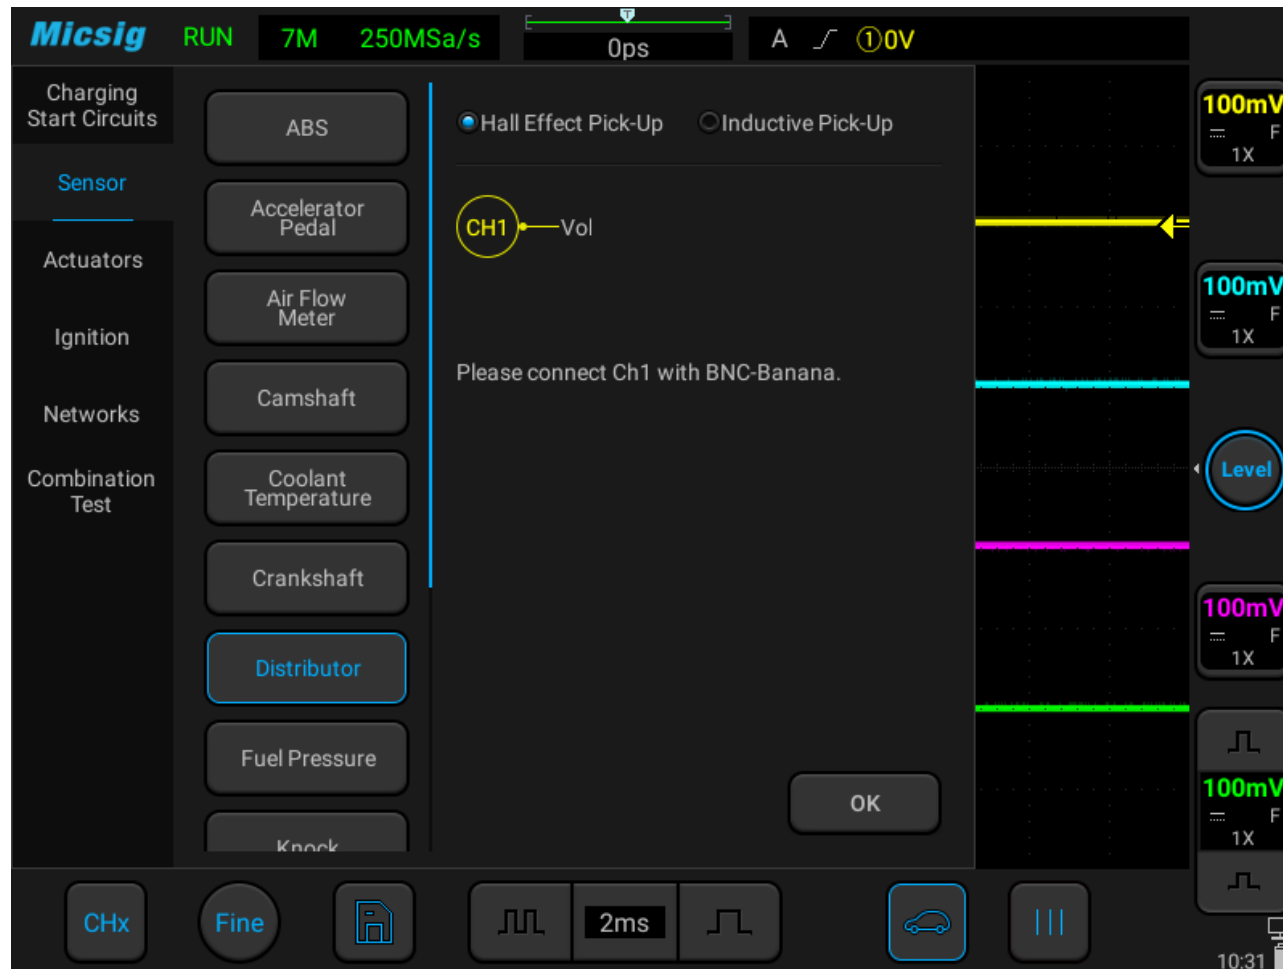 Micsig RUN 7M 250MSa/s T 0ps A ①0V
Charging
Start Circuits
Sensor
Actuators
Ignition
Networks
Combination
Test
ABS
Accelerator
Pedal
Air Flow
Meter
Camshaft
Coolant
Temperature
Crankshaft
Distributor
Fuel Pressure
Knock
Hall Effect Pick-Up Inductive Pick-Up
CH1 Vol
Please connect Ch1 with BNC-Banana.
OK
100mV
F
1X
100mV
F
1X
Level
100mV
F
1X
100mV
F
1X
CHx Fine 2ms
10:31